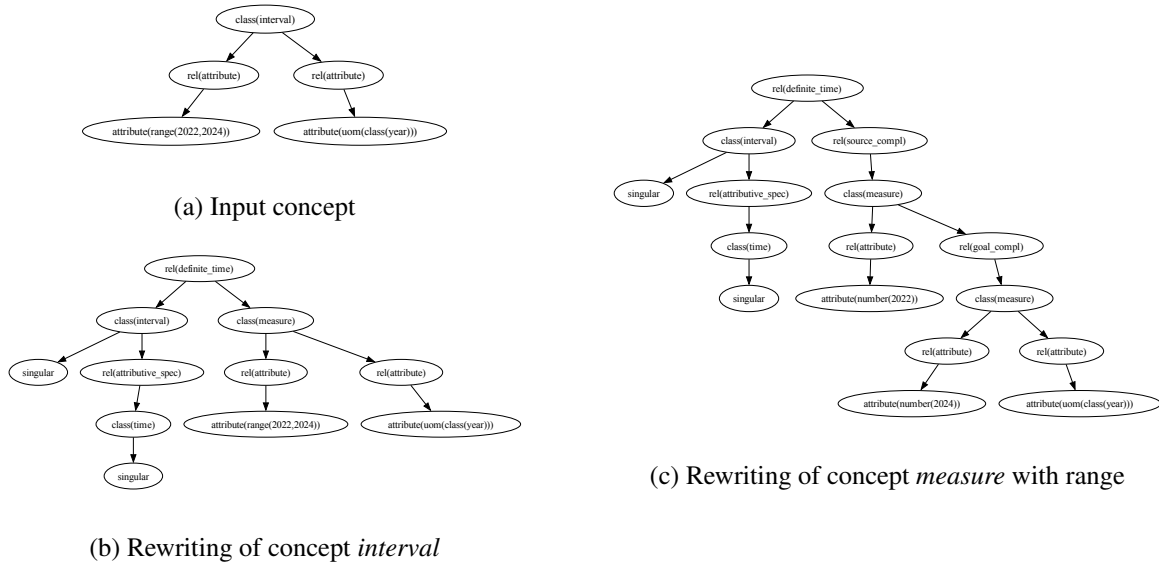 class(interval)
rel(attribute) rel(attribute)
attribute(range(2022,2024)) attribute(uom(class(year)))
(a) Input concept
rel(definite_time)
class(interval) class(measure)
singular rel(attributive_spec) rel(attribute) rel(attribute)
class(time) attribute(range(2022,2024)) attribute(uom(class(year)))
singular
(b) Rewriting of concept interval
rel(definite_time)
class(interval) rel(source_compl)
singular rel(attributive_spec) class(measure)
class(time) rel(attribute) rel(goal_compl)
singular attribute(number(2022)) class(measure)
rel(attribute) rel(attribute)
attribute(number(2024)) attribute(uom(class(year)))
(c) Rewriting of concept measure with range